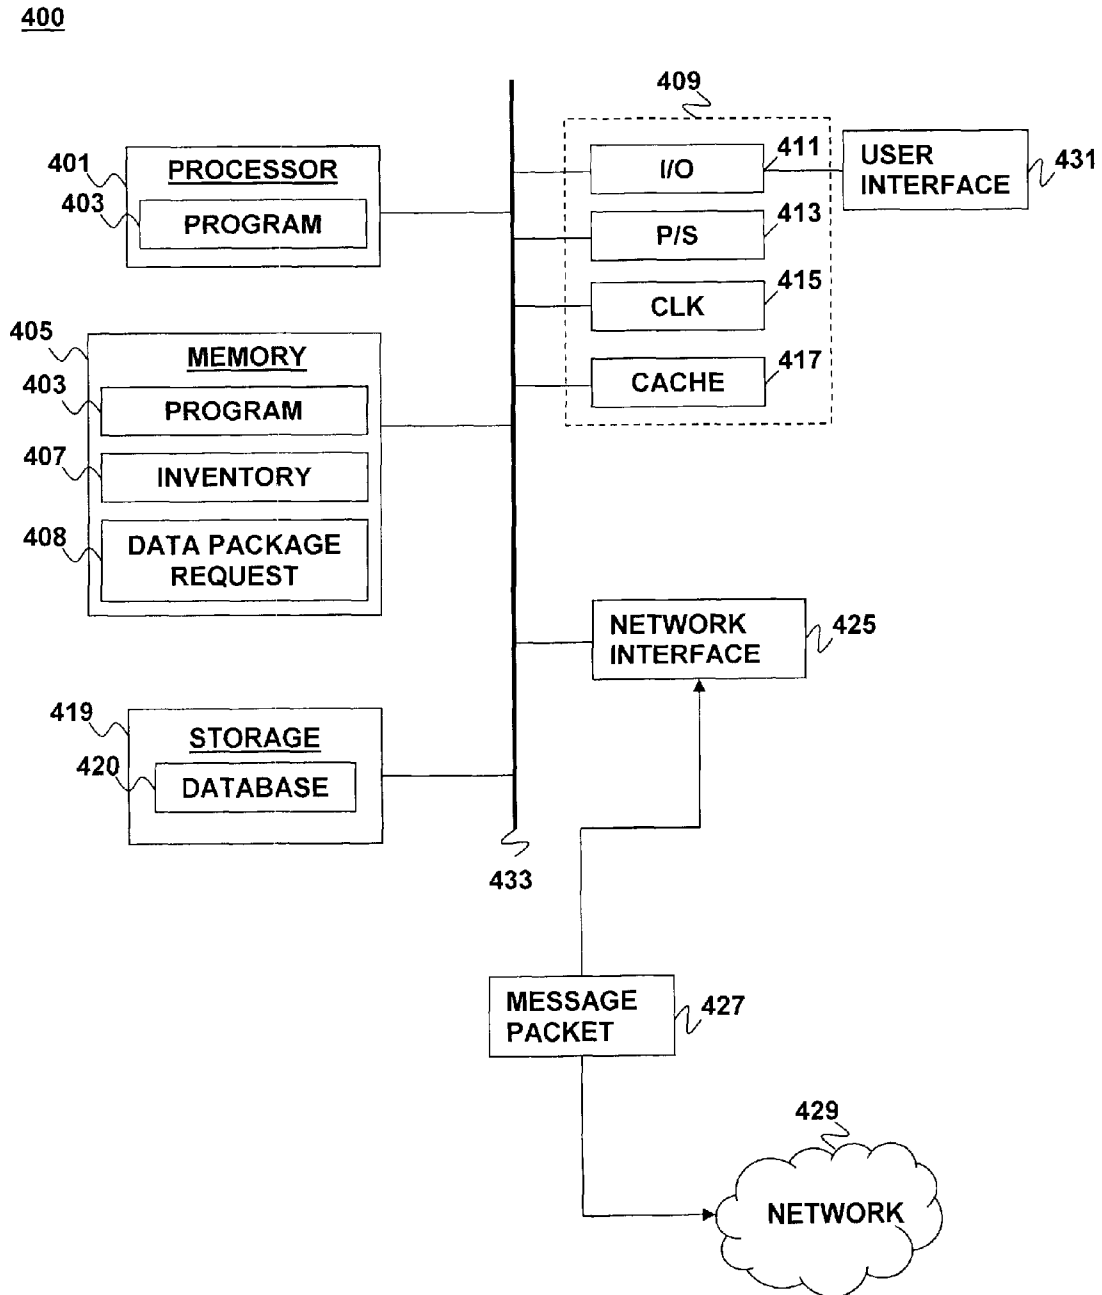 400
409
401
PROCESSOR
403
PROGRAM
I/O
411
USER
INTERFACE
431
P/S
413
CLK
415
CACHE
417
405
MEMORY
403
PROGRAM
407
INVENTORY
408
DATA PACKAGE
REQUEST
NETWORK
INTERFACE
425
419
STORAGE
420
DATABASE
433
MESSAGE
PACKET
427
429
NETWORK